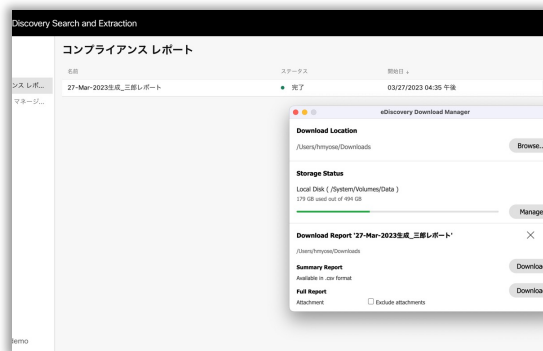 Discovery Search and Extraction
コンプライアンス レポート
名前 ステータス 開始日 ↓
ンス レポ...
27-Mar-2023生成_三郎レポート 完了 03/27/2023 04:35 午後
マネージ...
eDiscovery Download Manager
Download Location
/Users/hmyose/Downloads
Browse...
Storage Status
Local Disk ( /System/Volumes/Data )
179 GB used out of 494 GB
Manage
Download Report '27-Mar-2023生成_三郎レポート'
/Users/hmyose/Downloads
Summary Report
Downloa
Available in .csv format
Full Report
Downloa
Attachment Exclude attachments
demo